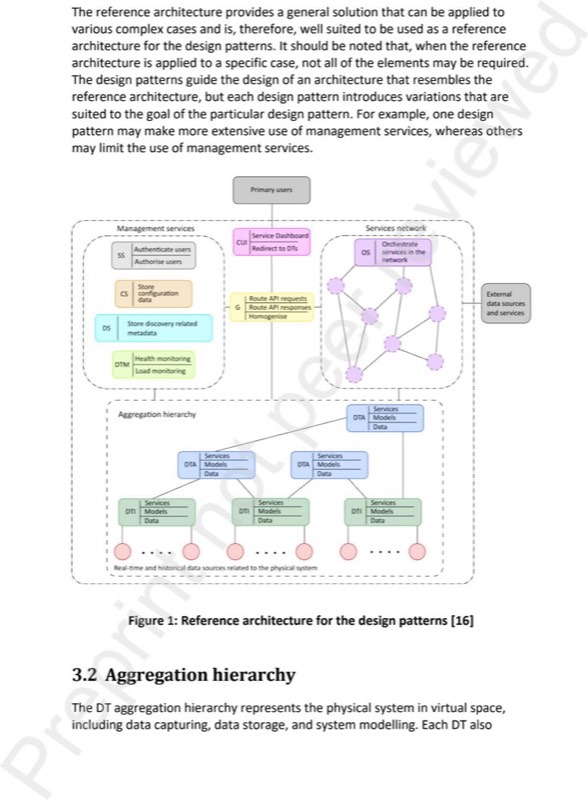 The reference architecture provides a general solution that can be applied to
various complex cases and is, therefore, well suited to be used as a reference
architecture for the design patterns. It should be noted that, when the reference
architecture is applied to a specific case, not all of the elements may be required.
The design patterns guide the design of an architecture that resembles the
reference architecture, but each design pattern introduces variations that are
suited to the goal of the particular design pattern. For example, one design
pattern may make more extensive use of management services, whereas others
may limit the use of management services.
Primary users
Management services
SS
Authenticate users
Authorise users
CS
Store
configuration
data
DS
Store discovery related
metadata
DTM
Health monitoring
Load monitoring
CUI
Service Dashboard
Redirect to DTs
G
Route API requests
Route API responses
Homogenise
Services network
OS
Orchestrate
services in the
network
External
data sources
and services
Aggregation hierarchy
DTA
Services
Models
Data
DTA
Services
Models
Data
DTA
Services
Models
Data
DTI
Services
Models
Data
DTI
Services
Models
Data
DTI
Services
Models
Data
Real-time and historical data sources related to the physical system
Figure 1: Reference architecture for the design patterns [16]
3.2 Aggregation hierarchy
The DT aggregation hierarchy represents the physical system in virtual space,
including data capturing, data storage, and system modelling. Each DT also
Preprint not peer reviewed